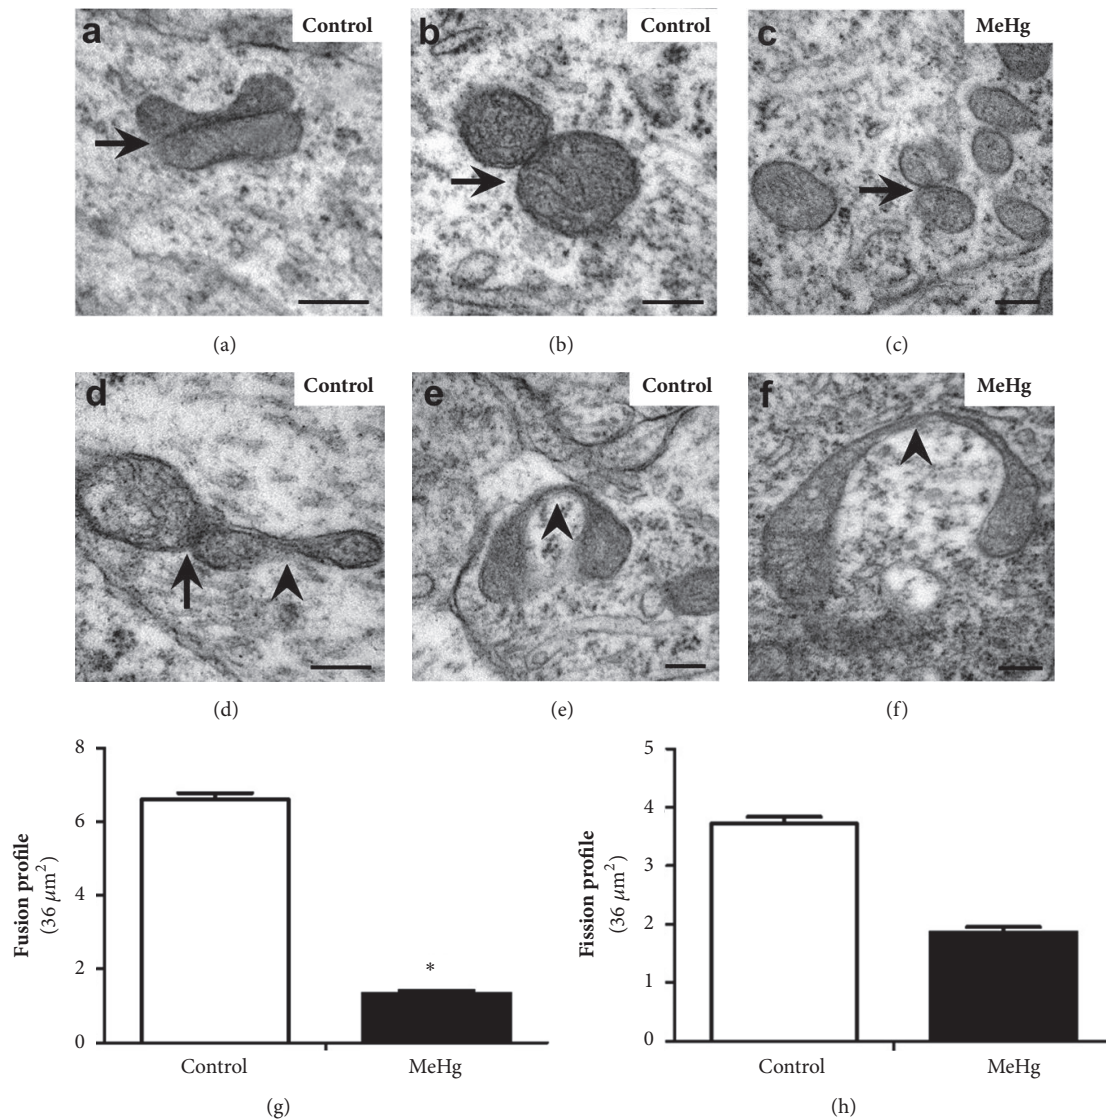 a Control
b Control
c MeHg
(a)
(b)
(c)
d Control
e Control
f MeHg
(d)
(e)
(f)
Fusion profile
(36 μm²)
8
6
4
2
0
*
Control MeHg
(g)
Fission profile
(36 μm²)
5
4
3
2
1
0
Control MeHg
(h)